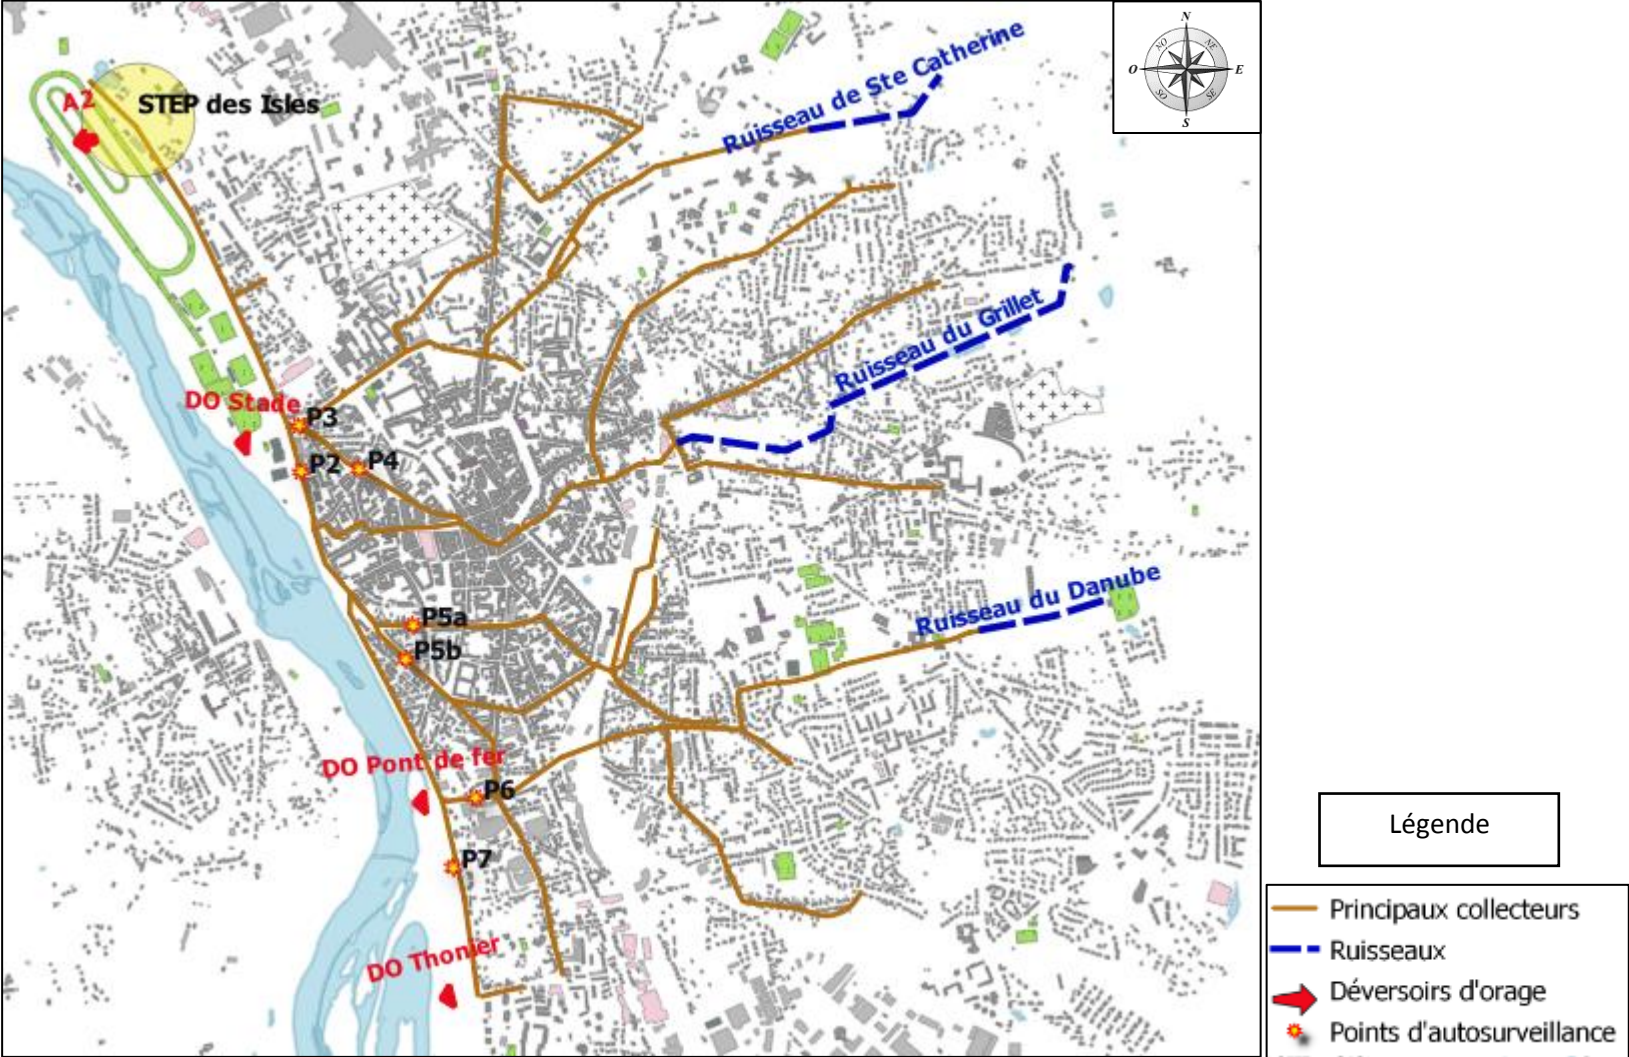 N
NO
NE
O
E
SO
SE
S
A2
STEP des Isles
Ruisseau de Ste Catherine
Ruisseau du Grillet
DO Stade
P3
P2
P4
Ruisseau du Danube
P5a
P5b
DO Pont de fer
P6
P7
DO Thonier
Légende
Principaux collecteurs
Ruisseaux
Déversoirs d'orage
Points d'autosurveillance